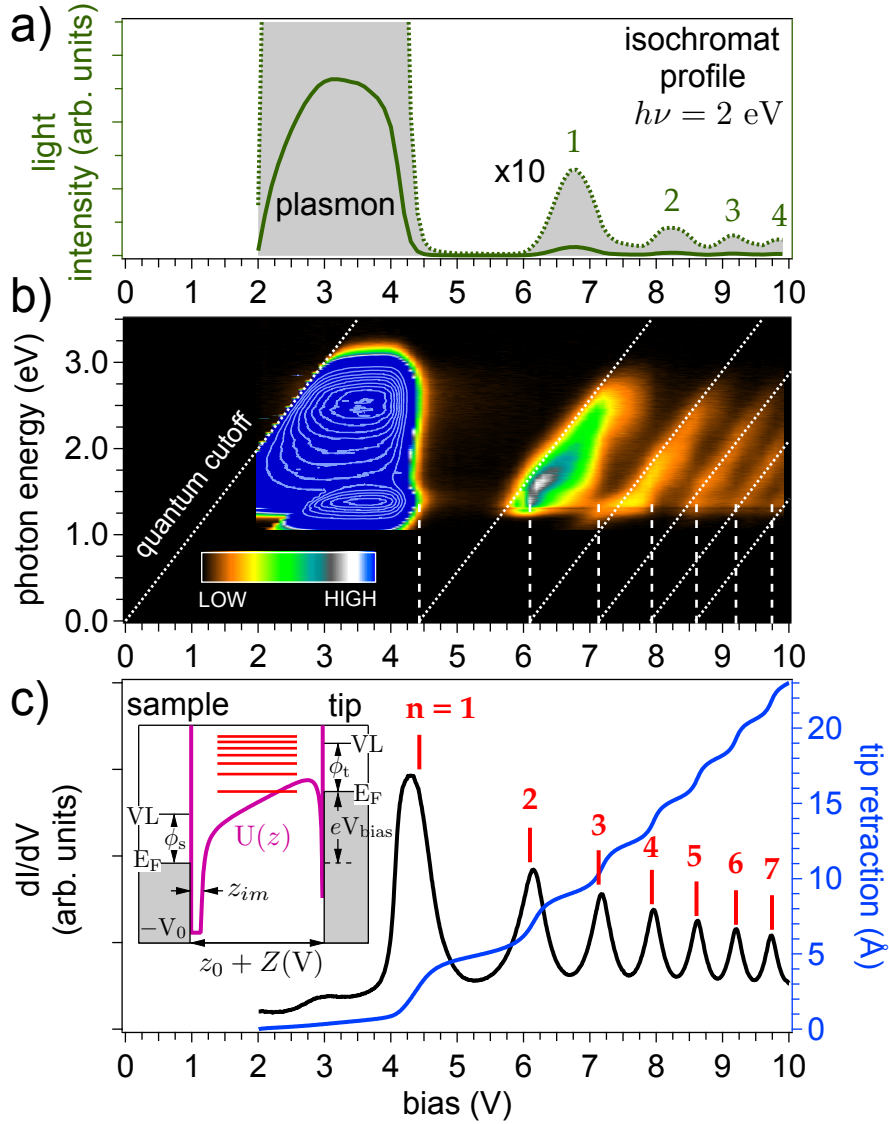 a)
light
intensity (arb. units)
isochromat
profile
hν = 2 eV
plasmon
x10
1
2
3
4
0 1 2 3 4 5 6 7 8 9 10
b)
photon energy (eV)
3.0
2.0
1.0
0.0
quantum cutoff
LOW HIGH
0 1 2 3 4 5 6 7 8 9 10
c)
dI/dV
(arb. units)
sample tip
VL
ϕt
EF
VL
ϕs
EF
U(z)
eVbias
zim
−V0
z0 + Z(V)
n = 1
2
3
4
5
6
7
20
15
10
5
0
tip retraction (Å)
0 1 2 3 4 5 6 7 8 9 10
bias (V)